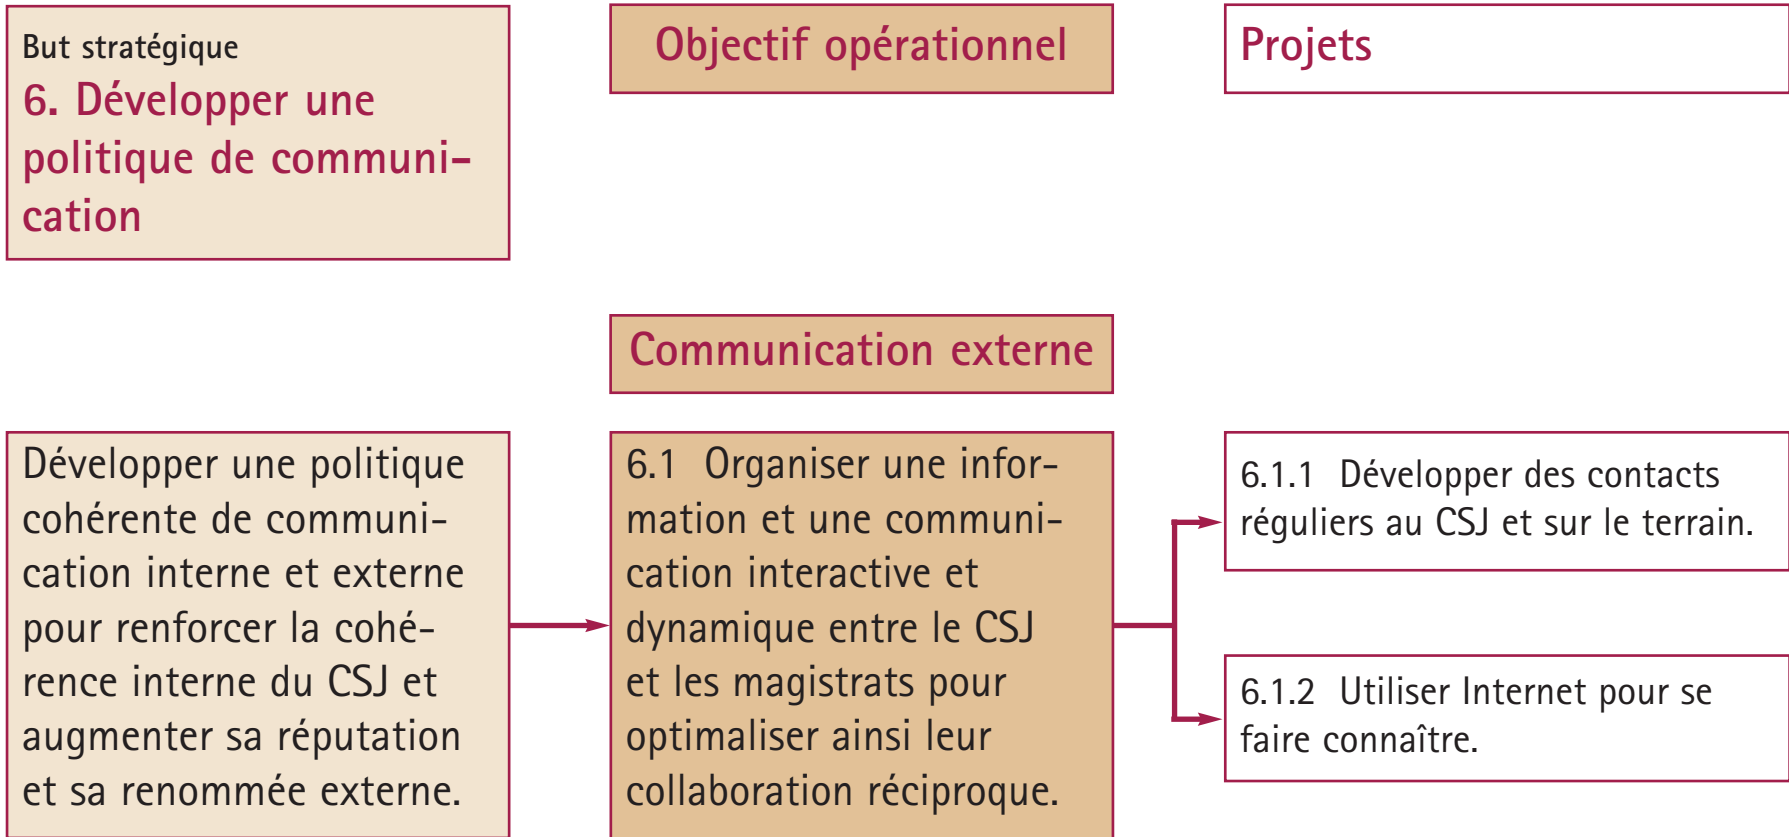 But stratégique
6. Développer une
politique de communi-
cation
Objectif opérationnel
Projets
Communication externe
Développer une politique
cohérente de communi-
cation interne et externe
pour renforcer la cohé-
rence interne du CSJ et
augmenter sa réputation
et sa renommée externe.
6.1 Organiser une infor-
mation et une communi-
cation interactive et
dynamique entre le CSJ
et les magistrats pour
optimaliser ainsi leur
collaboration réciproque.
6.1.1 Développer des contacts
réguliers au CSJ et sur le terrain.
6.1.2 Utiliser Internet pour se
faire connaître.